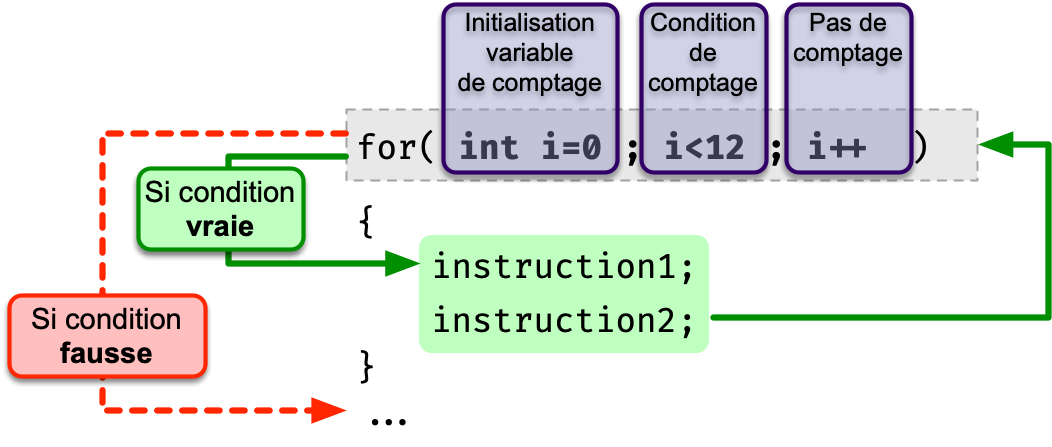 Initialisation
variable
de comptage
Condition
de
comptage
Pas de
comptage
for( int i=0 ; i<12 ; i++ )
Si condition
vraie
{
instruction1;
instruction2;
Si condition
fausse
}
...